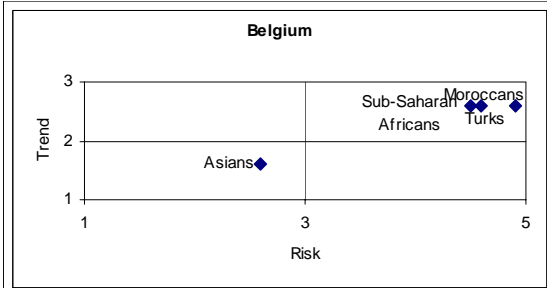 Belgium
3
Moroccans
Sub-Saharan
Turks
Africans
2
Trend
Asians
1
1
3
5
Risk